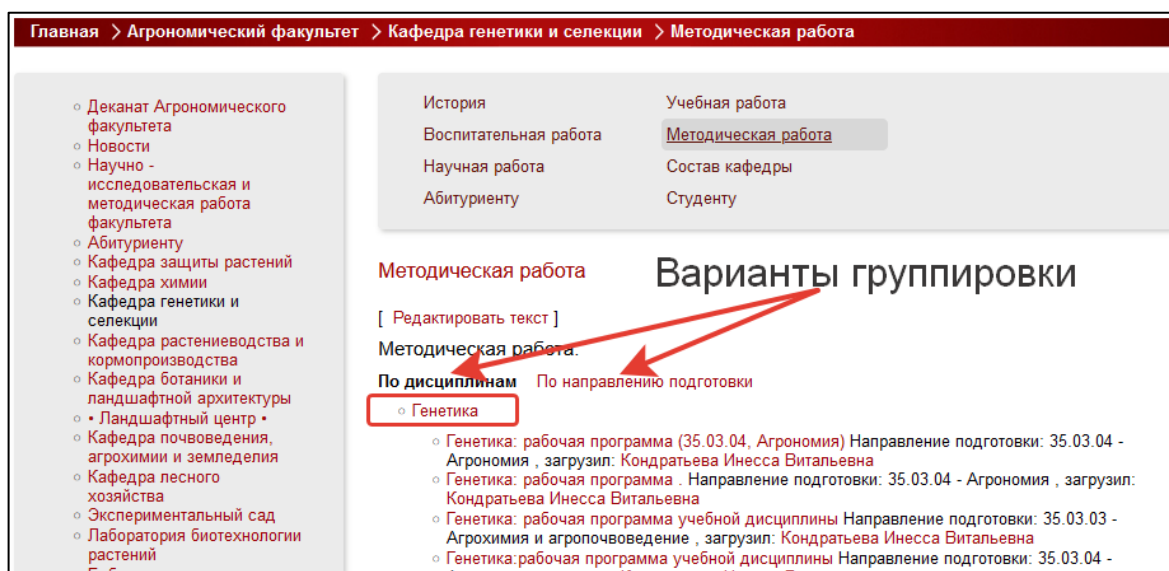 Главная > Агрономический факультет > Кафедра генетики и селекции > Методическая работа
◦ Деканат Агрономического
факультета
◦ Новости
◦ Научно -
исследовательская и
методическая работа
факультета
◦ Абитуриенту
◦ Кафедра защиты растений
◦ Кафедра химии
◦ Кафедра генетики и
селекции
◦ Кафедра растениеводства и
кормопроизводства
◦ Кафедра ботаники и
ландшафтной архитектуры
◦ • Ландшафтный центр •
◦ Кафедра почвоведения,
агрохимии и земледелия
◦ Кафедра лесного
хозяйства
◦ Экспериментальный сад
◦ Лаборатория биотехнологии
растений
История Учебная работа
Воспитательная работа Методическая работа
Научная работа Состав кафедры
Абитуриенту Студенту
Методическая работа
Варианты группировки
[ Редактировать текст ]
Методическая работа.
По дисциплинам По направлению подготовки
◦ Генетика
◦ Генетика: рабочая программа (35.03.04, Агрономия) Направление подготовки: 35.03.04 -
Агрономия , загрузил: Кондратьева Инесса Витальевна
◦ Генетика: рабочая программа . Направление подготовки: 35.03.04 - Агрономия , загрузил:
Кондратьева Инесса Витальевна
◦ Генетика: рабочая программа учебной дисциплины Направление подготовки: 35.03.03 -
Агрохимия и агропочвоведение , загрузил: Кондратьева Инесса Витальевна
◦ Генетика:рабочая программа учебной дисциплины Направление подготовки: 35.03.04 -